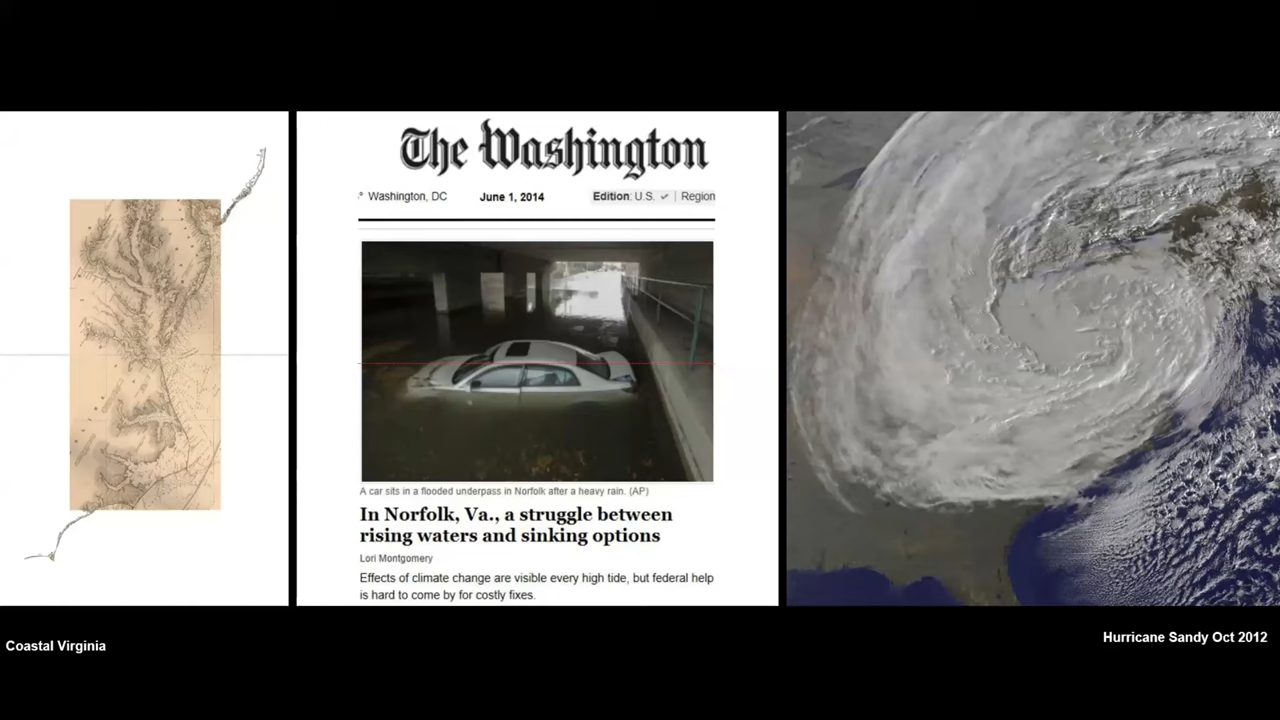 The Washington
Washington, DC
June 1, 2014
Edition: U.S. | Region
A car sits in a flooded underpass in Norfolk after a heavy rain. (AP)
In Norfolk, Va., a struggle between
rising waters and sinking options
Lori Montgomery
Effects of climate change are visible every high tide, but federal help
is hard to come by for costly fixes.
Coastal Virginia
Hurricane Sandy Oct 2012